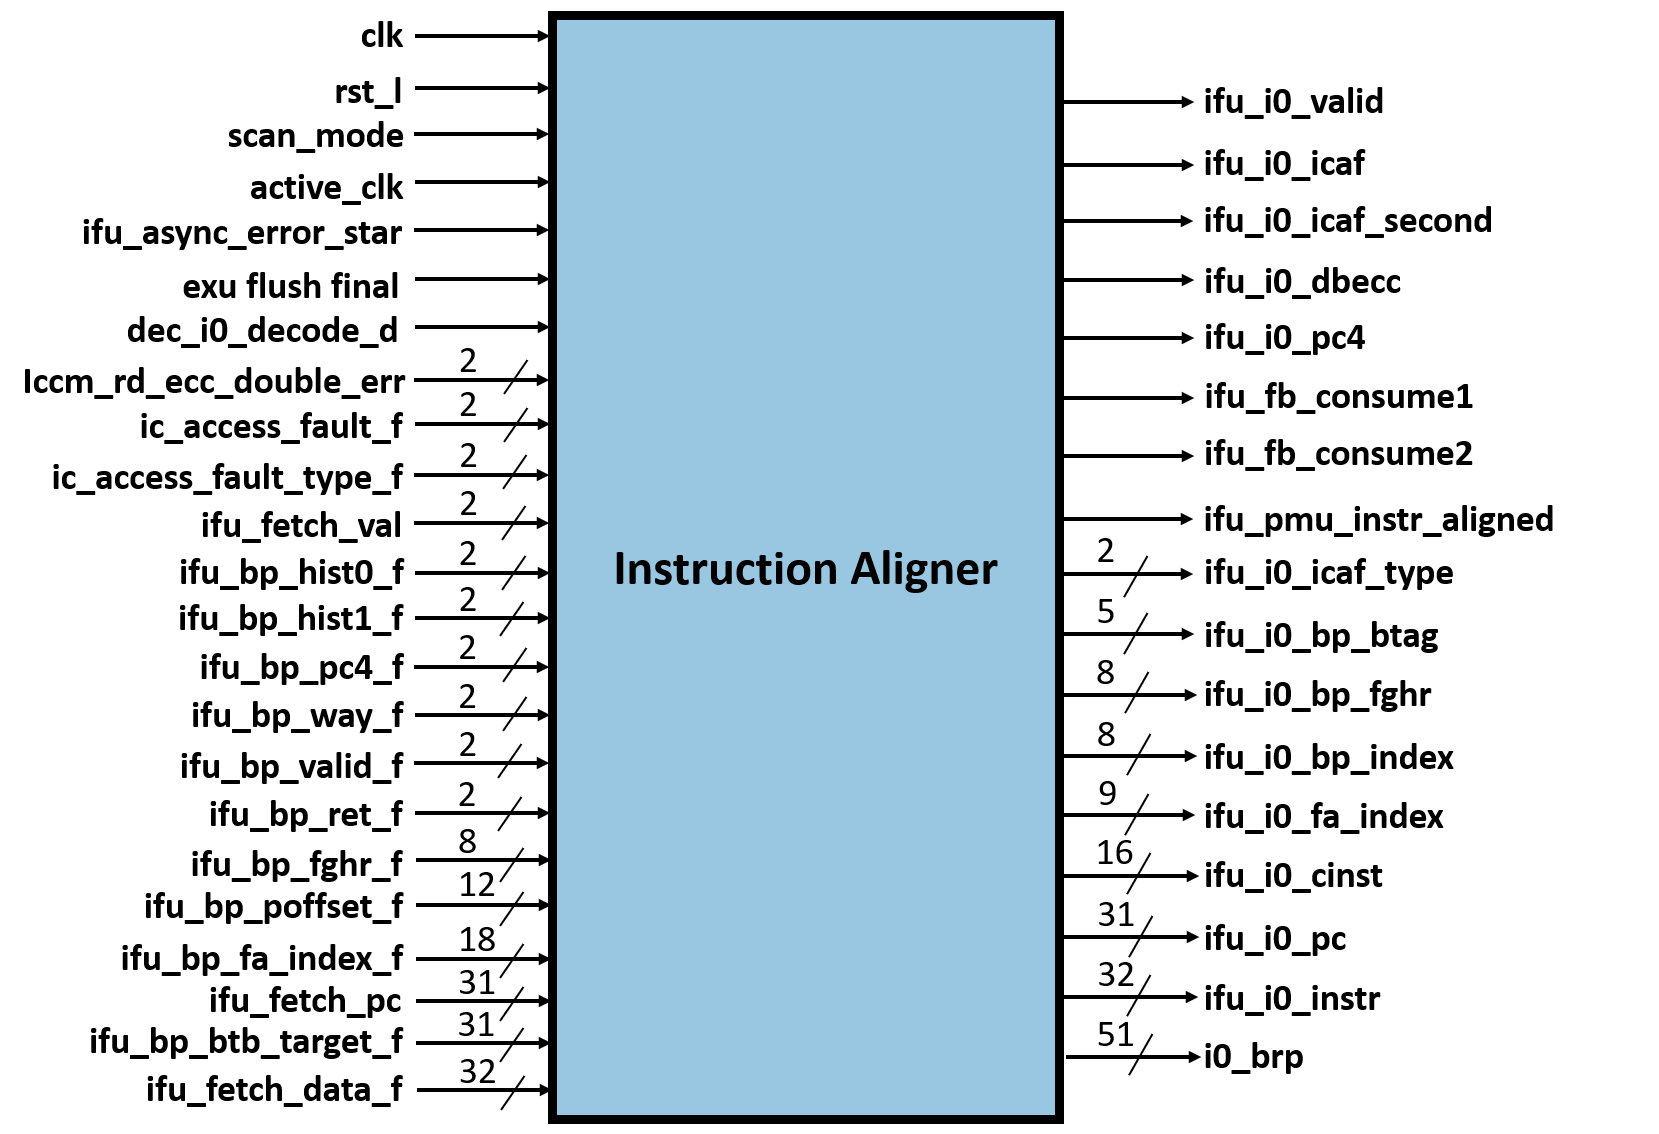 clk
rst_l
scan_mode
active_clk
ifu_async_error_star
exu flush final
dec_i0_decode_d
2
Iccm_rd_ecc_double_err
2
ic_access_fault_f
2
ic_access_fault_type_f
2
ifu_fetch_val
2
ifu_bp_hist0_f
2
ifu_bp_hist1_f
2
ifu_bp_pc4_f
2
ifu_bp_way_f
2
ifu_bp_valid_f
2
ifu_bp_ret_f
8
ifu_bp_fghr_f
12
ifu_bp_poffset_f
18
ifu_bp_fa_index_f
31
ifu_fetch_pc
31
ifu_bp_btb_target_f
32
ifu_fetch_data_f
Instruction Aligner
ifu_i0_valid
ifu_i0_icaf
ifu_i0_icaf_second
ifu_i0_dbecc
ifu_i0_pc4
ifu_fb_consume1
ifu_fb_consume2
ifu_pmu_instr_aligned
2
ifu_i0_icaf_type
5
ifu_i0_bp_btag
8
ifu_i0_bp_fghr
8
ifu_i0_bp_index
9
ifu_i0_fa_index
16
ifu_i0_cinst
31
ifu_i0_pc
32
ifu_i0_instr
51
i0_brp